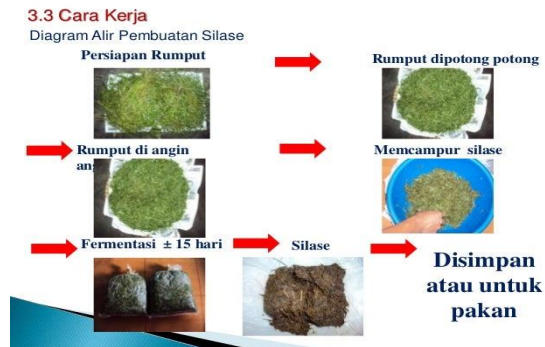 3.3 Cara Kerja
Diagram Alir Pembuatan Silase
Persiapan Rumput
Rumput dipotong potong
Rumput di angin
Memcampur silase
Fermentasi ± 15 hari
Silase
Disimpan
atau untuk
pakan